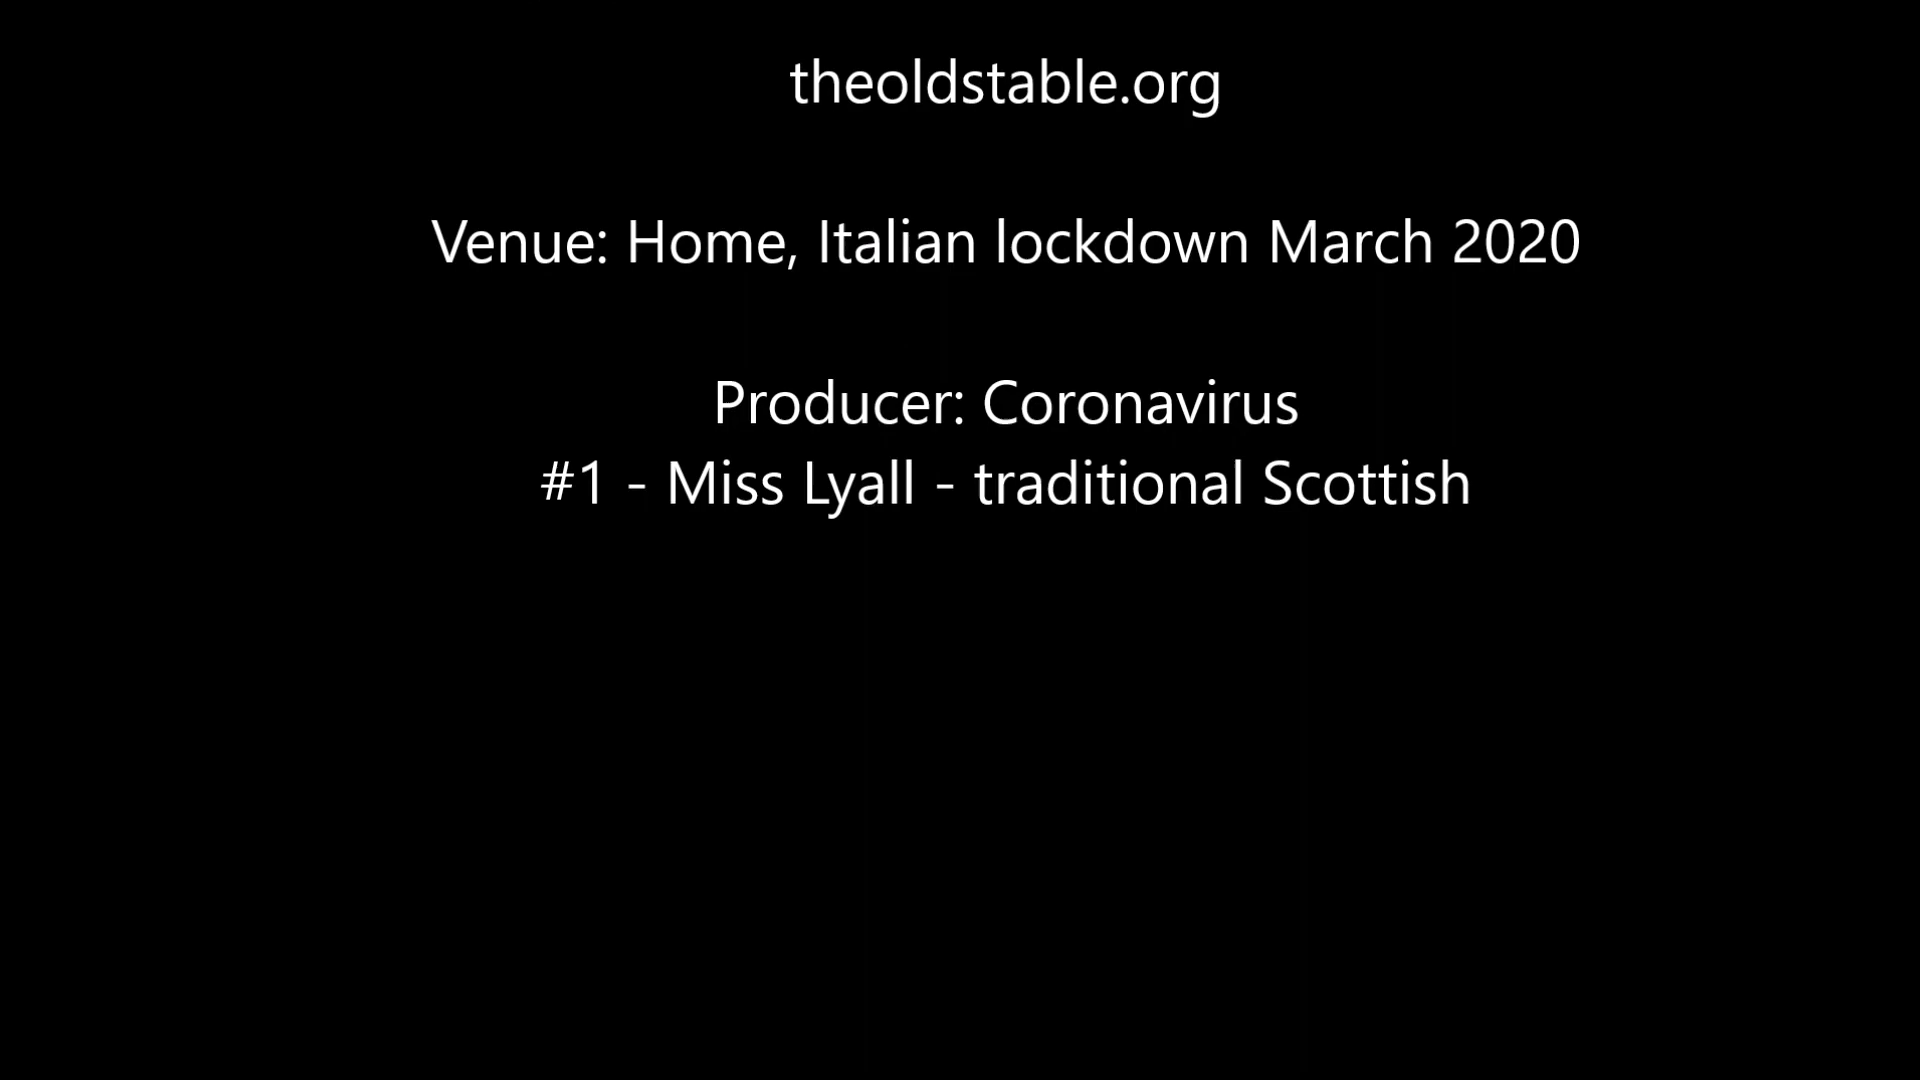 theoldstable.org
Venue: Home, Italian lockdown March 2020
Producer: Coronavirus
#1 - Miss Lyall - traditional Scottish